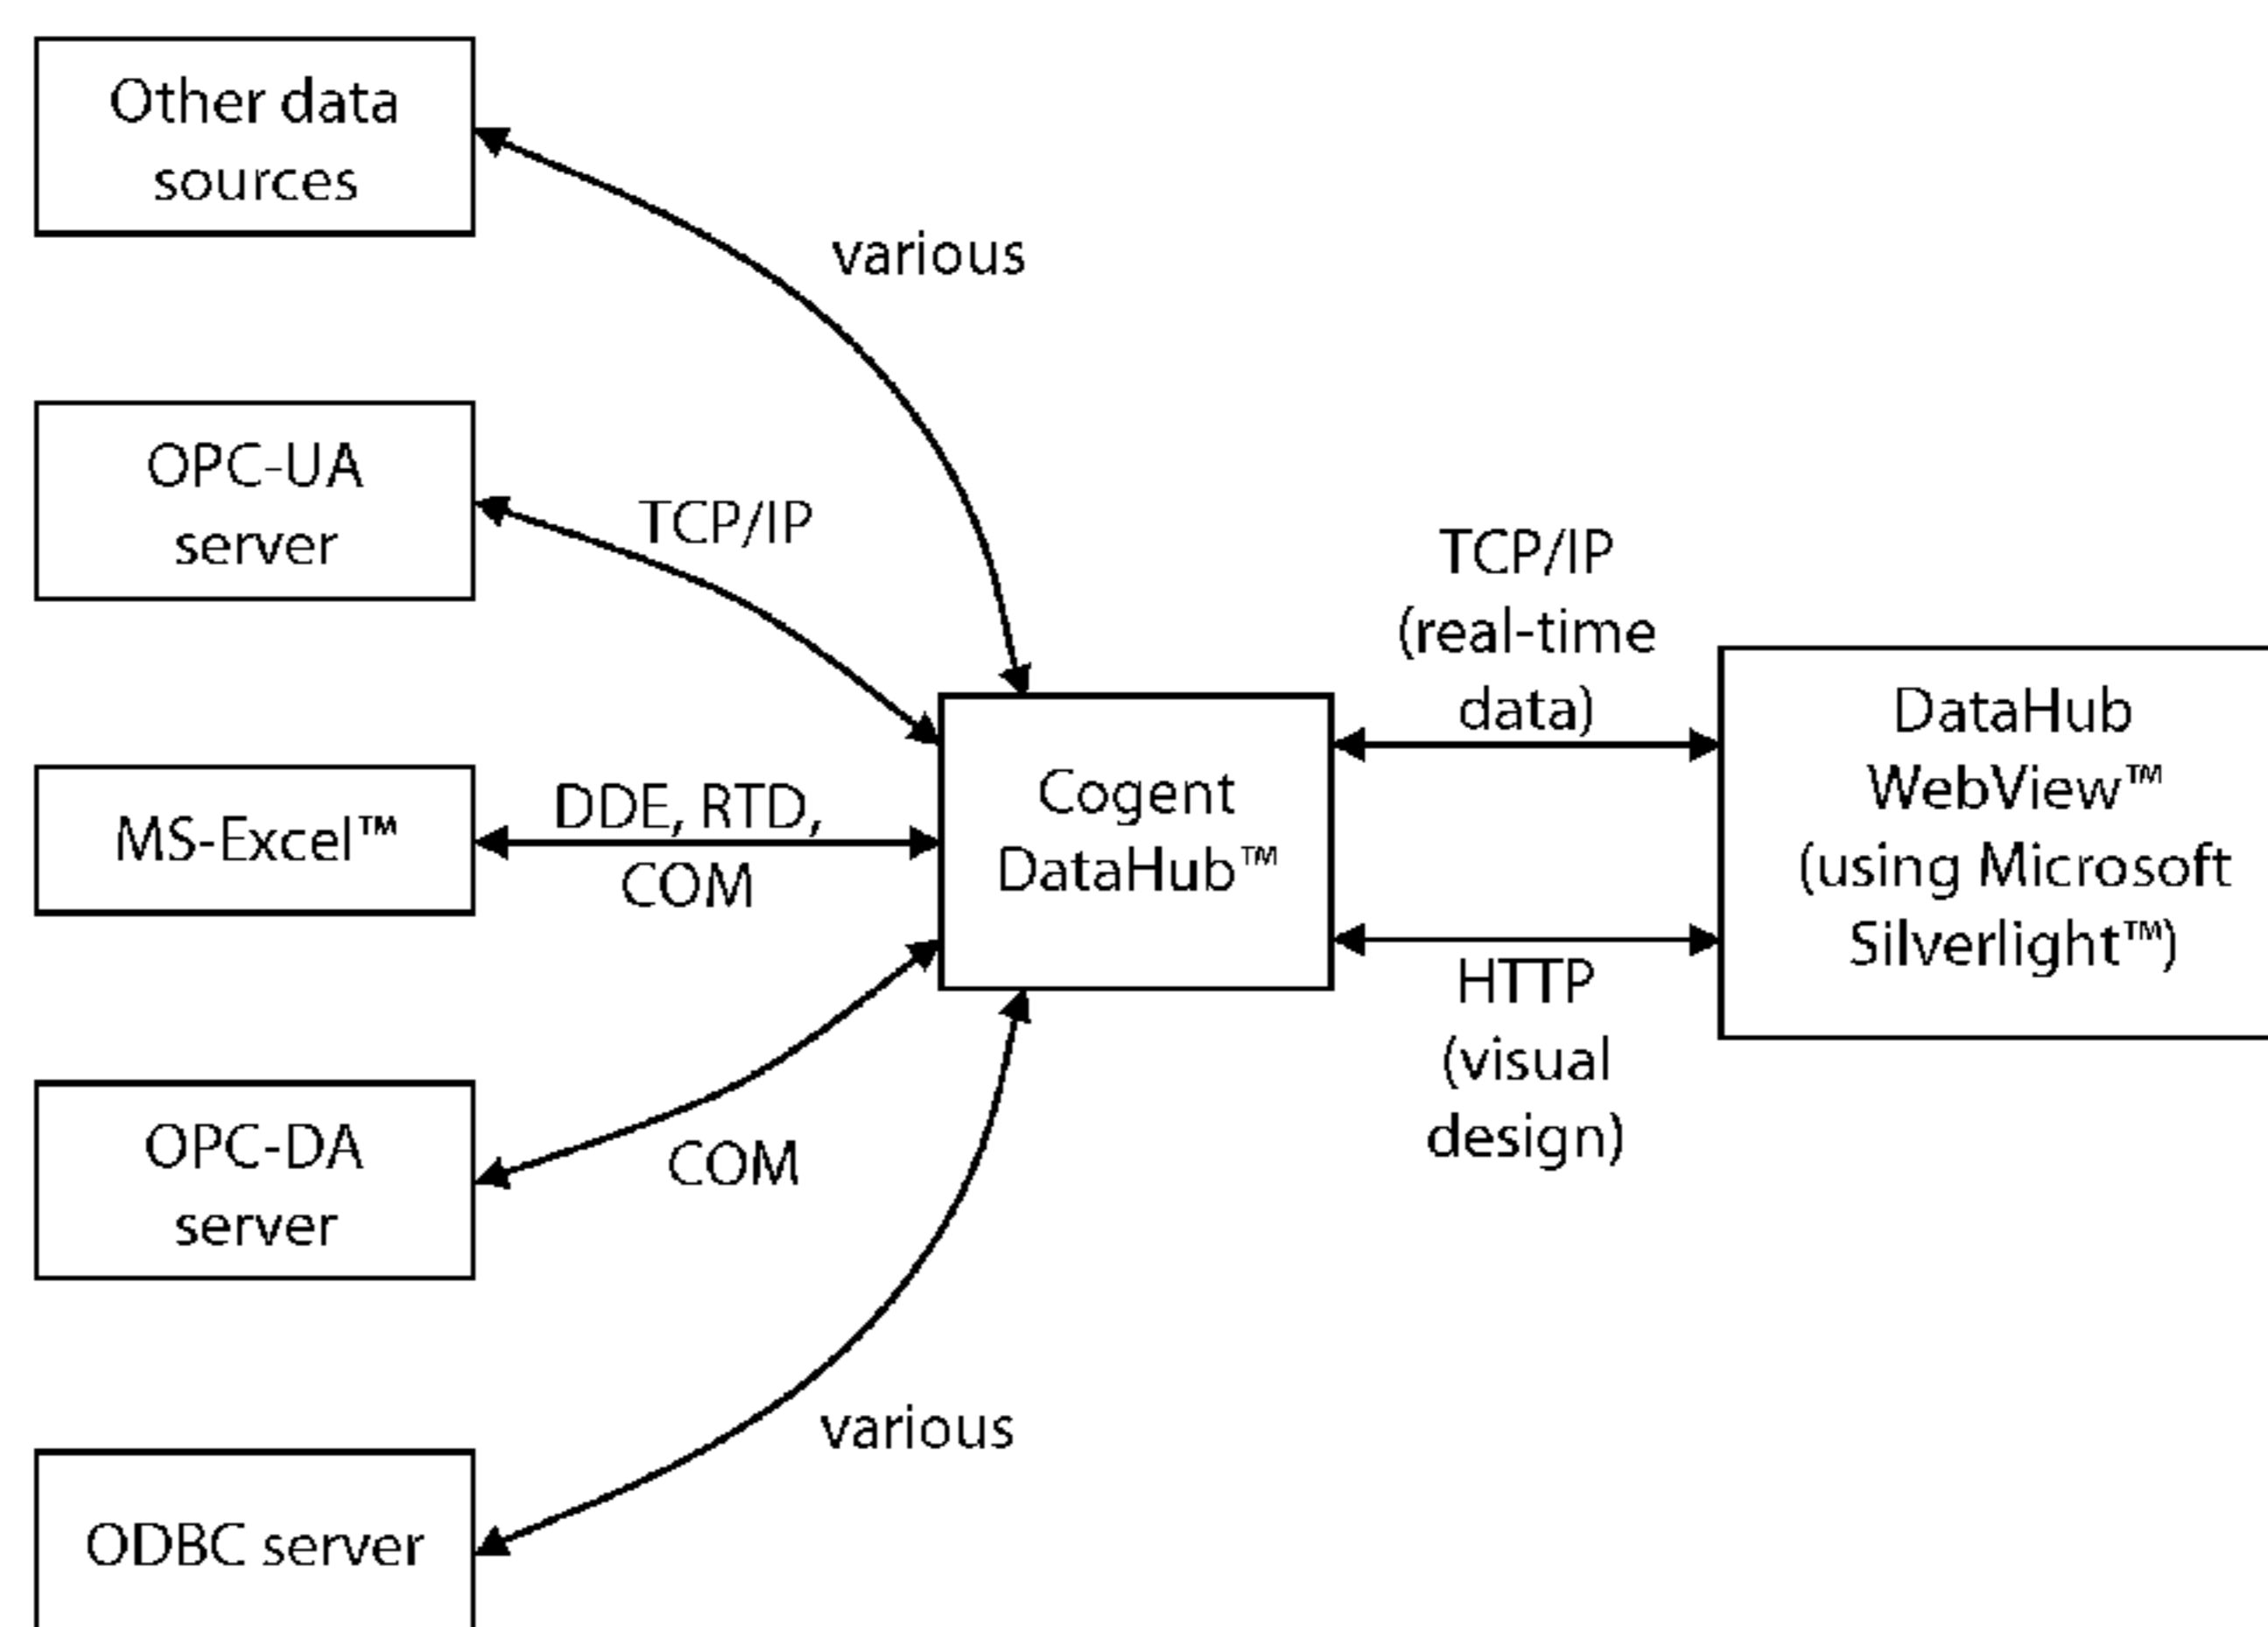 Other data
sources
various
OPC-UA
server
TCP/IP
TCP/IP
(real-time
data)
MS-Excel™
DDE, RTD,
COM
Cogent
DataHub™
DataHub
WebView™
(using Microsoft
Silverlight™)
HTTP
(visual
design)
OPC-DA
server
COM
various
ODBC server